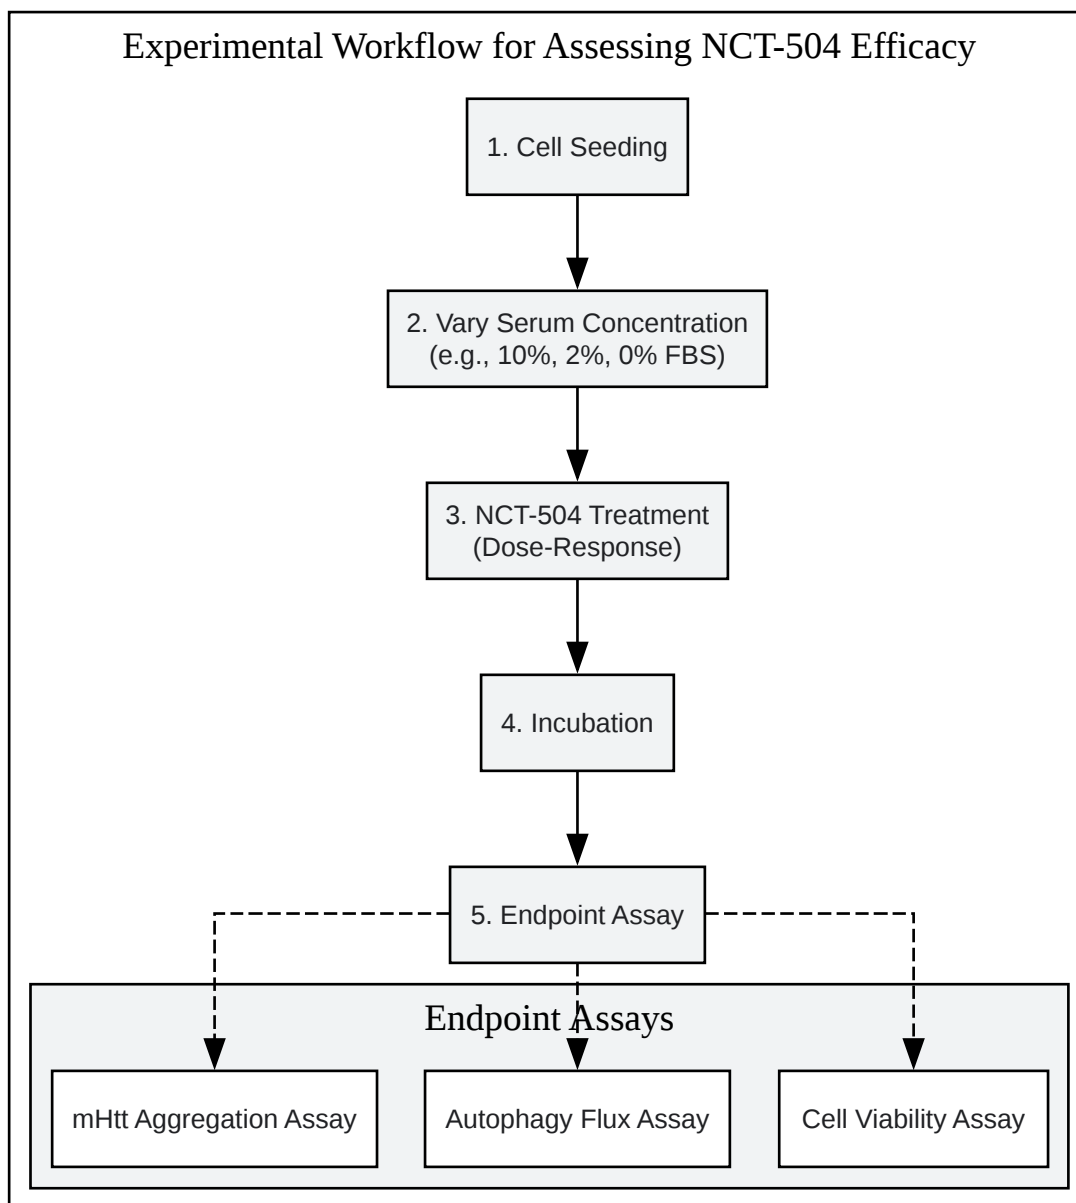 Experimental Workflow for Assessing NCT-504 Efficacy
1. Cell Seeding
2. Vary Serum Concentration
(e.g., 10%, 2%, 0% FBS)
3. NCT-504 Treatment
(Dose-Response)
4. Incubation
5. Endpoint Assay
Endpoint Assays
mHtt Aggregation Assay
Autophagy Flux Assay
Cell Viability Assay